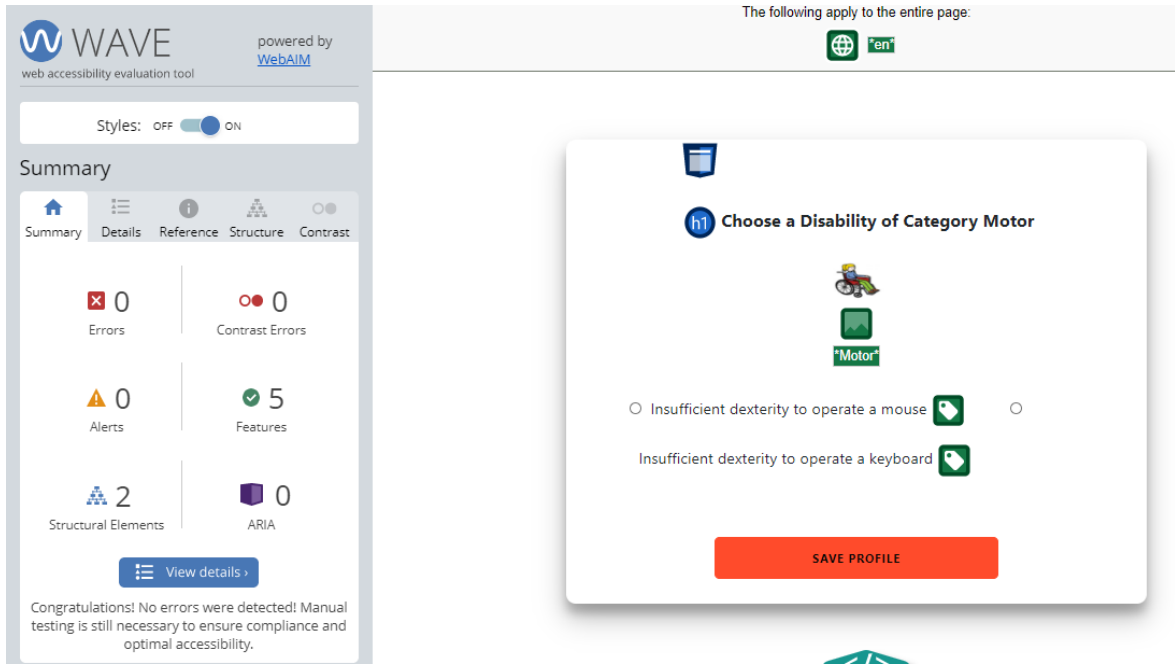 WAVE
powered by
WebAIM
web accessibility evaluation tool
Styles: OFF ON
Summary
Summary Details Reference Structure Contrast
0 0
Errors Contrast Errors
0 5
Alerts Features
2 0
Structural Elements ARIA
View details ›
Congratulations! No errors were detected! Manual
testing is still necessary to ensure compliance and
optimal accessibility.
The following apply to the entire page:
*en*
h1 Choose a Disability of Category Motor
*Motor*
Insufficient dexterity to operate a mouse
Insufficient dexterity to operate a keyboard
SAVE PROFILE